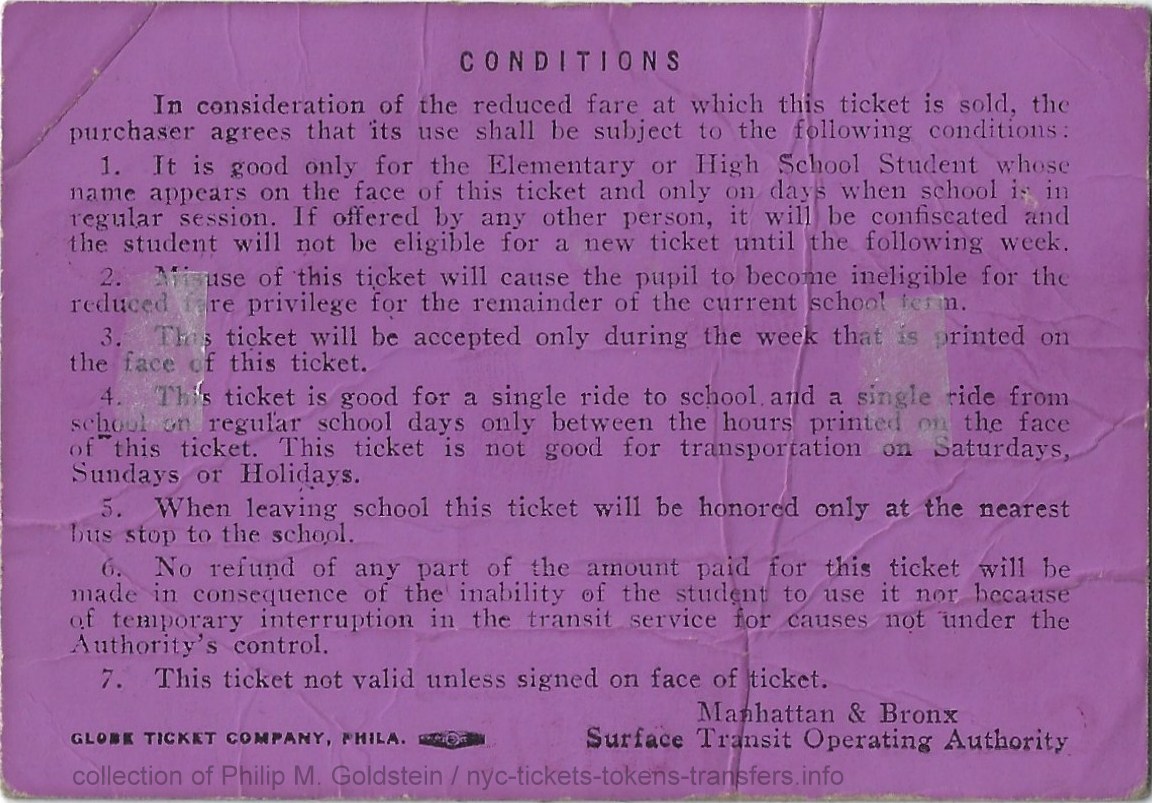 CONDITIONS
In consideration of the reduced fare at which this ticket is sold, the
purchaser agrees that its use shall be subject to the following conditions:
1. It is good only for the Elementary or High School Student whose
name appears on the face of this ticket and only on days when school is in
regular session. If offered by any other person, it will be confiscated and
the student will not be eligible for a new ticket until the following week.
2. Misuse of this ticket will cause the pupil to become ineligible for the
reduced fare privilege for the remainder of the current school term.
3. This ticket will be accepted only during the week that is printed on
the face of this ticket.
4. This ticket is good for a single ride to school and a single ride from
school on regular school days only between the hours printed on the face
of this ticket. This ticket is not good for transportation on Saturdays,
Sundays or Holidays.
5. When leaving school this ticket will be honored only at the nearest
bus stop to the school.
6. No refund of any part of the amount paid for this ticket will be
made in consequence of the inability of the student to use it nor because
of temporary interruption in the transit service for causes not under the
Authority's control.
7. This ticket not valid unless signed on face of ticket.
Manhattan & Bronx
GLOBE TICKET COMPANY, PHILA. Surface Transit Operating Authority
collection of Philip M. Goldstein / nyc-tickets-tokens-transfers.info